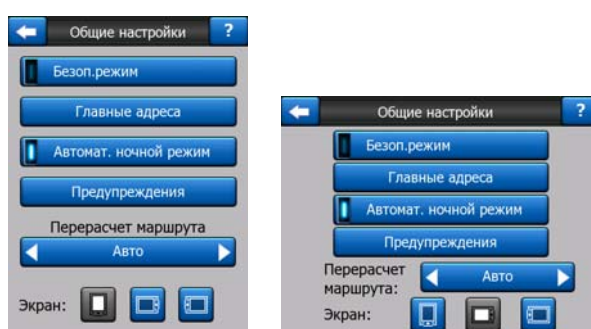 Общие настройки ?
Безоп.режим
Главные адреса
Автомат. ночной режим
Предупреждения
Перерасчет маршрута
Авто
Экран:
Общие настройки ?
Безоп.режим
Главные адреса
Автомат. ночной режим
Предупреждения
Перерасчет
маршрута:
Авто
Экран: